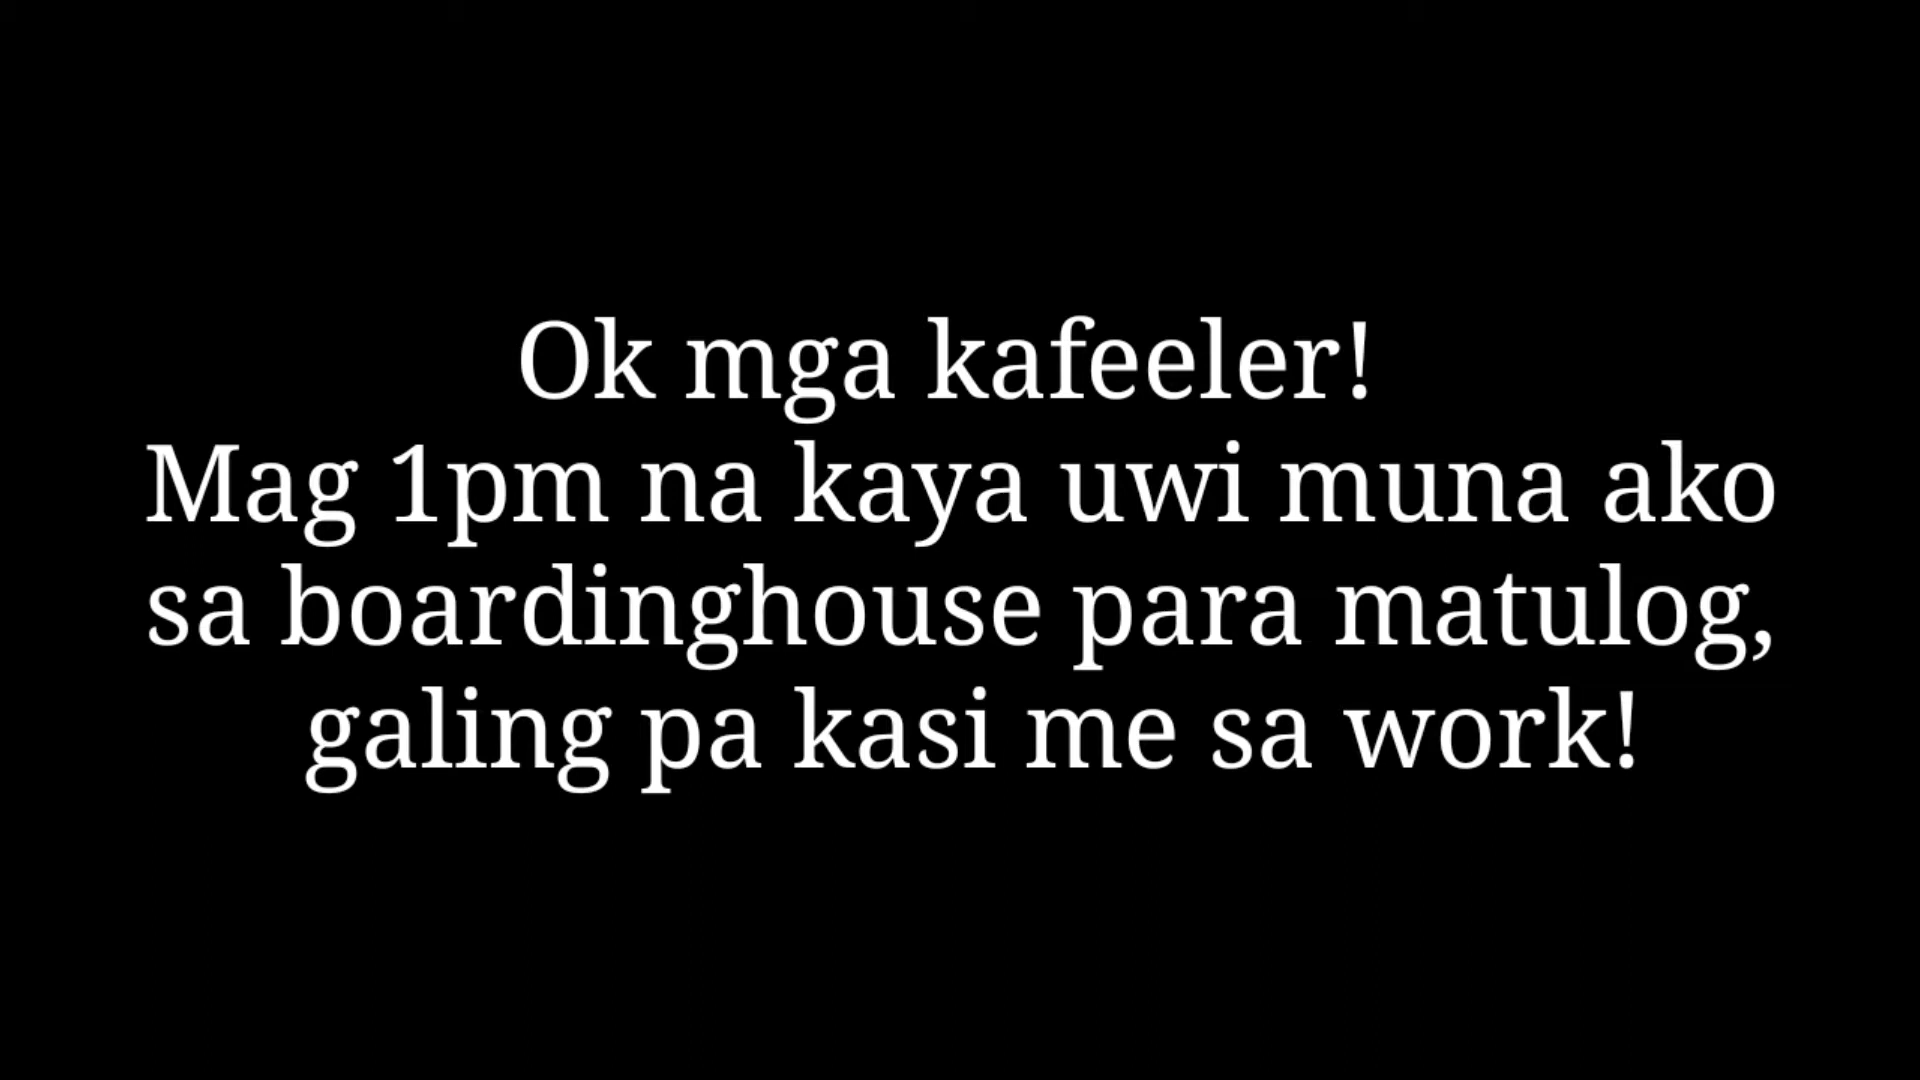 Ok mga kafeeler!
Mag 1pm na kaya uwi muna ako
sa boardinghouse para matulog,
galing pa kasi me sa work!